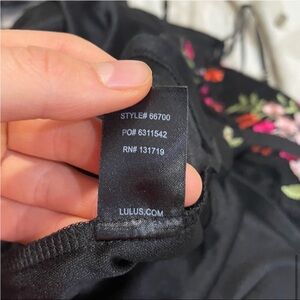 STYLE# 66700
PO# 6311542
RN# 131719
LULUS.COM